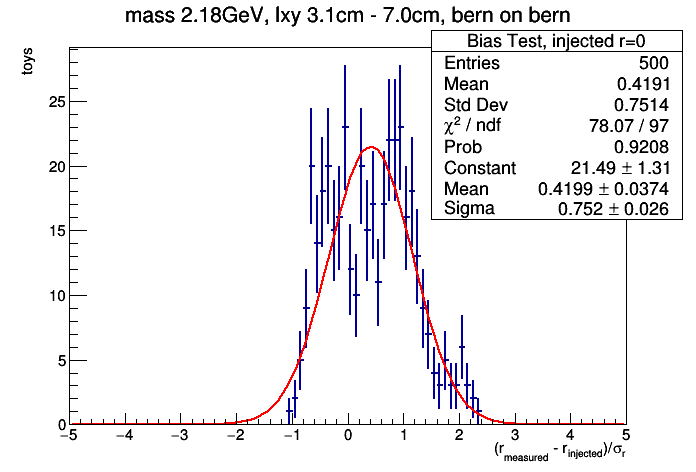 mass 2.18GeV, lxy 3.1cm - 7.0cm, bern on bern
Bias Test, injected r=0
Entries 500
Mean 0.4191
Std Dev 0.7514
χ² / ndf 78.07 / 97
Prob 0.9208
Constant 21.49 ± 1.31
Mean 0.4199 ± 0.0374
Sigma 0.752 ± 0.026
toys
25
20
15
10
5
0
−5 −4 −3 −2 −1 0 1 2 3 4 5
(r_measured - r_injected)/σ_r